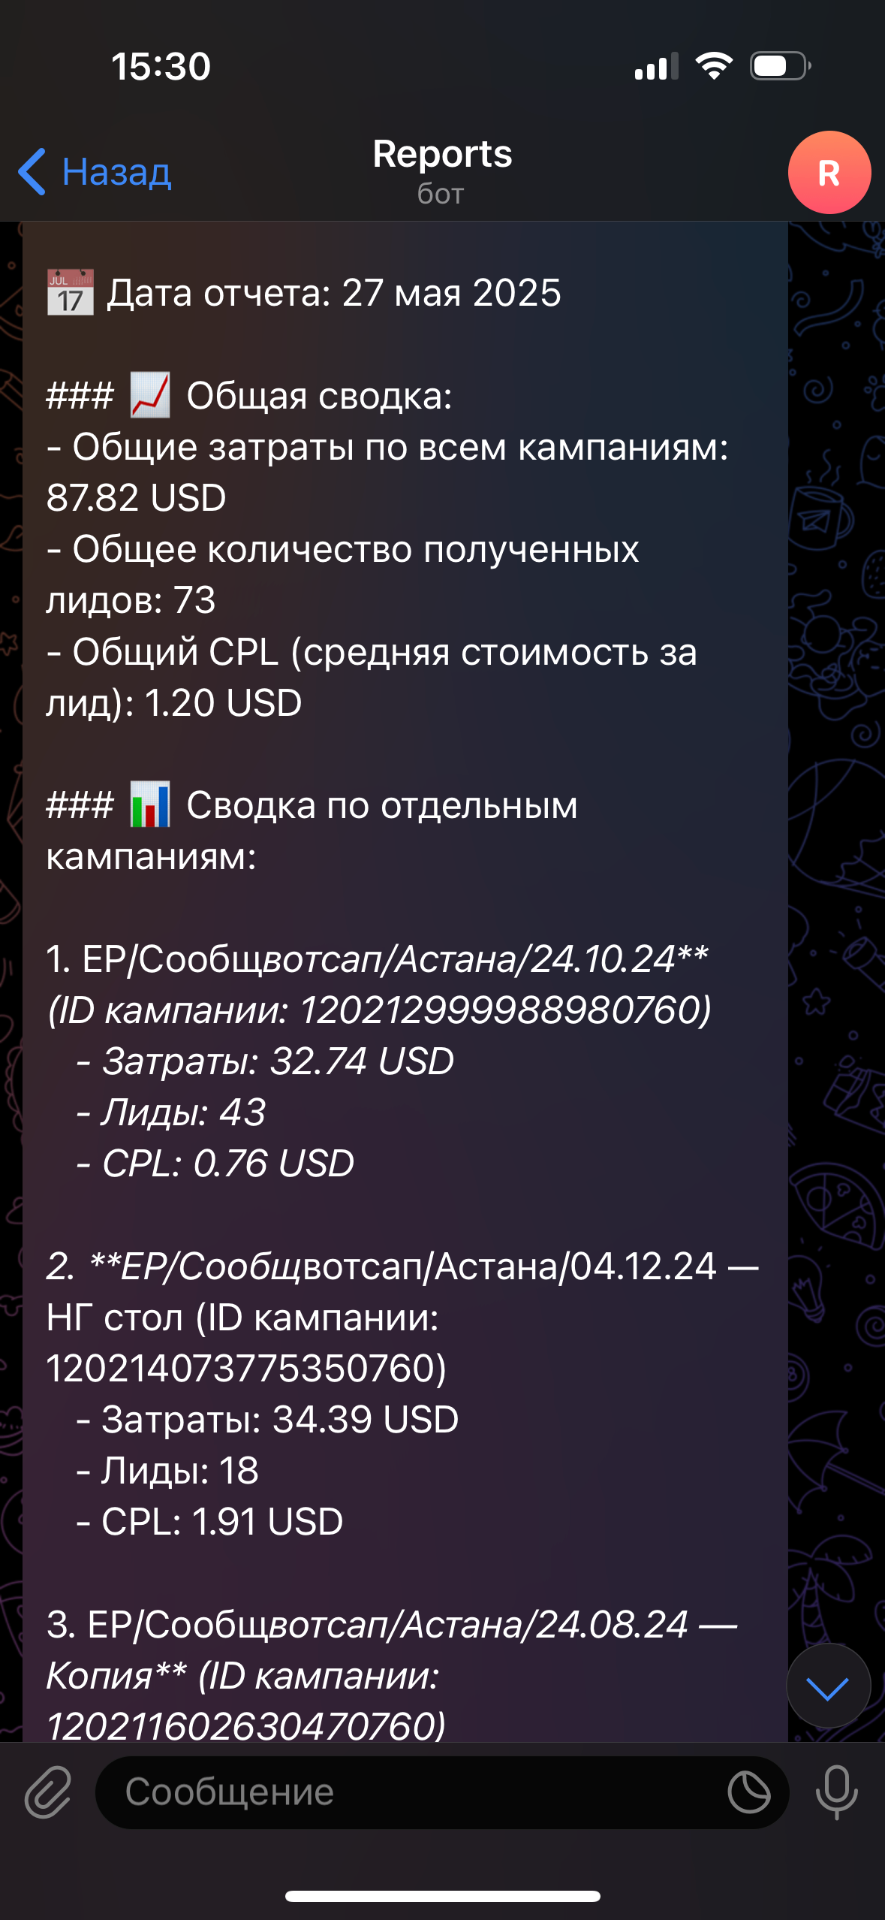 15:30
Назад
Reports
бот
R
JUL
17
Дата отчета: 27 мая 2025
### Общая сводка:
- Общие затраты по всем кампаниям:
87.82 USD
- Общее количество полученных
лидов: 73
- Общий CPL (средняя стоимость за
лид): 1.20 USD
### Сводка по отдельным
кампаниям:
1. EP/Сообщвотсап/Астана/24.10.24**
(ID кампании: 120212999988980760)
- Затраты: 32.74 USD
- Лиды: 43
- CPL: 0.76 USD
2. **EP/Сообщвотсап/Астана/04.12.24 —
НГ стол (ID кампании:
120214073775350760)
- Затраты: 34.39 USD
- Лиды: 18
- CPL: 1.91 USD
3. EP/Сообщвотсап/Астана/24.08.24 —
Копия** (ID кампании:
120211602630470760)
Сообщение